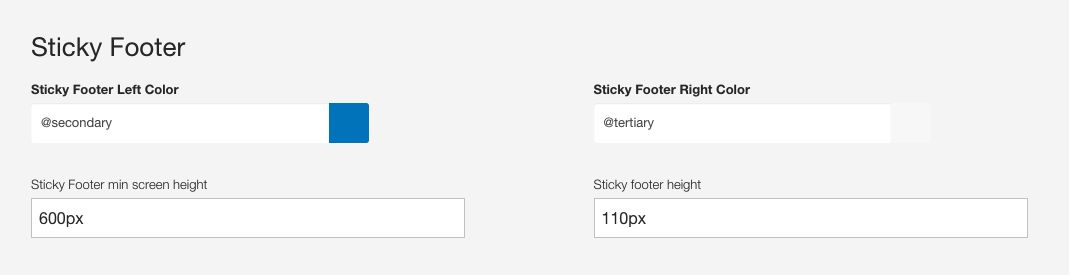 Sticky Footer
Sticky Footer Left Color
Sticky Footer Right Color
@secondary
@tertiary
Sticky Footer min screen height
Sticky footer height
600px
110px